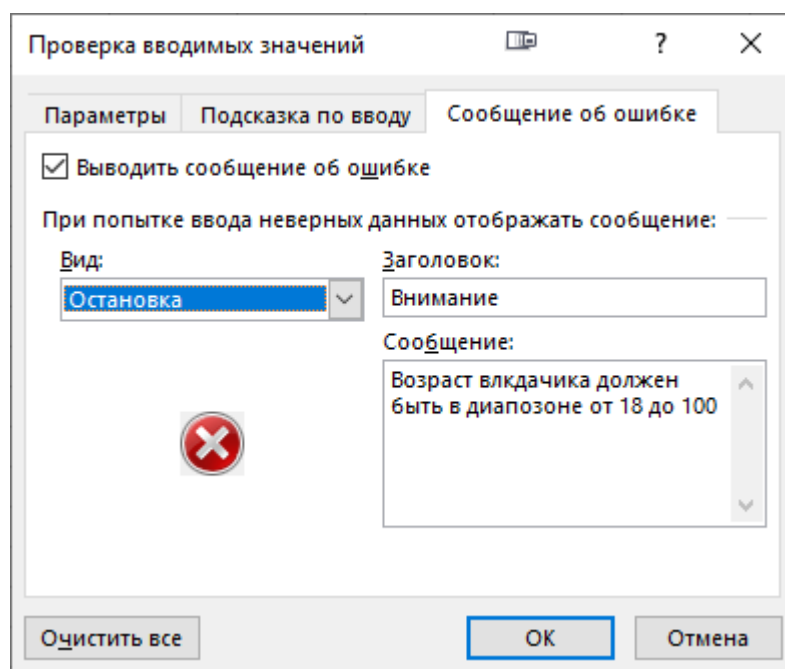 Проверка вводимых значений ?
Параметры Подсказка по вводу Сообщение об ошибке
Выводить сообщение об ошибке
При попытке ввода неверных данных отображать сообщение:
Вид: Заголовок:
Остановка Внимание
Сообщение:
Возраст влкдачика должен
быть в диапозоне от 18 до 100
Очистить все ОК Отмена